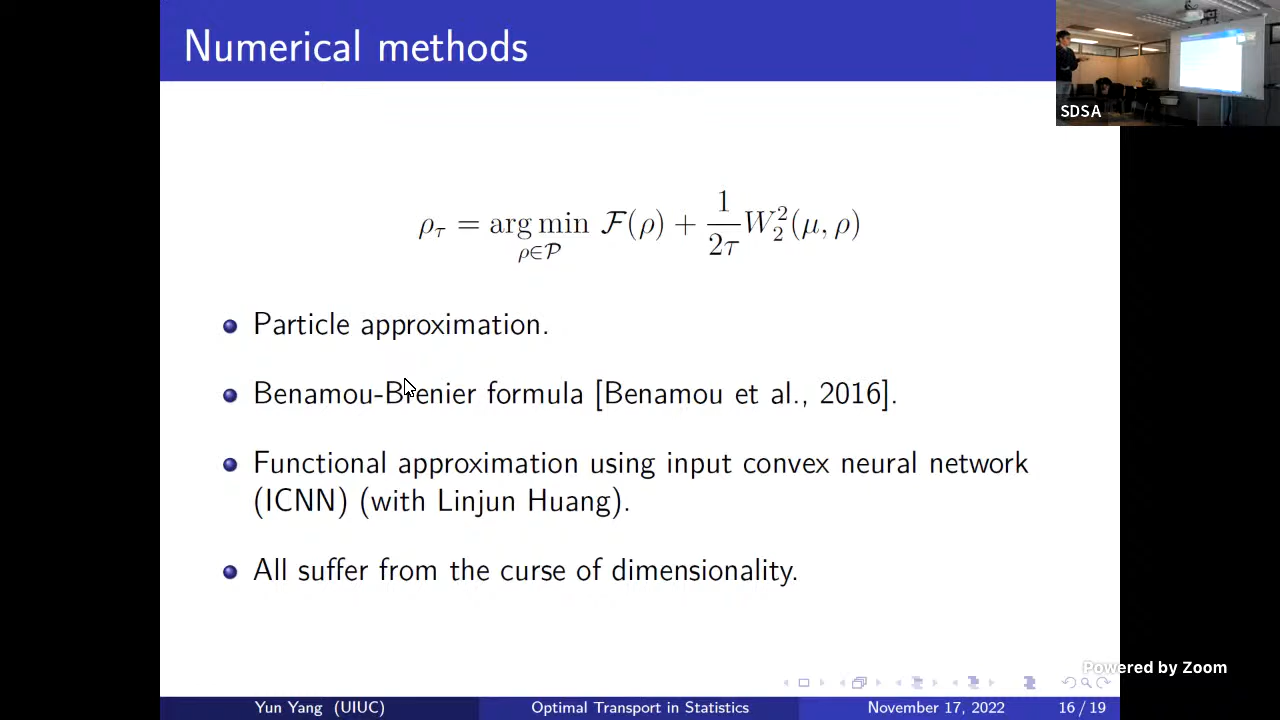 Numerical methods
SDSA
ρ_τ = arg min_{ρ∈𝒫} ℱ(ρ) + \frac{1}{2τ} W_2^2(μ, ρ)
Particle approximation.
Benamou-Brenier formula [Benamou et al., 2016].
Functional approximation using input convex neural network
(ICNN) (with Linjun Huang).
All suffer from the curse of dimensionality.
Powered by Zoom
Yun Yang (UIUC) Optimal Transport in Statistics November 17, 2022 16 / 19